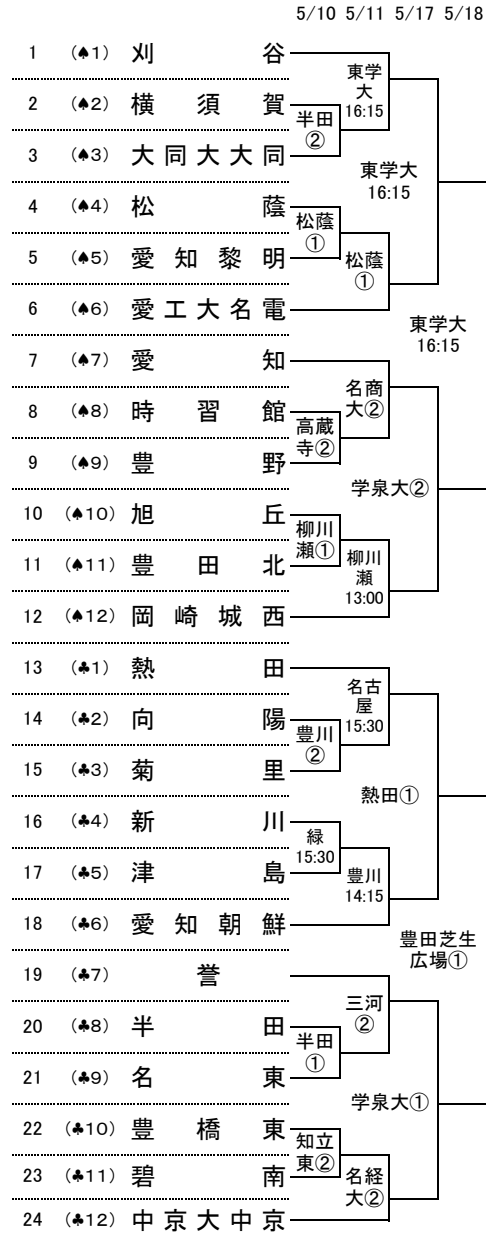 5/10 5/11 5/17 5/18
1 (♠1) 刈谷
2 (♠2) 横須賀
3 (♠3) 大同大大同
4 (♠4) 松蔭
5 (♠5) 愛知黎明
6 (♠6) 愛工大名電
7 (♠7) 愛知
8 (♠8) 時習館
9 (♠9) 豊野
10 (♠10) 旭丘
11 (♠11) 豊田北
12 (♠12) 岡崎城西
13 (♣1) 熱田
14 (♣2) 向陽
15 (♣3) 菊里
16 (♣4) 新川
17 (♣5) 津島
18 (♣6) 愛知朝鮮
19 (♣7) 誉
20 (♣8) 半田
21 (♣9) 名東
22 (♣10) 豊橋東
23 (♣11) 碧南
24 (♣12) 中京大中京
半田
②
松蔭
①
高蔵
寺②
柳川
瀬①
豊川
②
緑
15:30
半田
①
知立
東②
東学
大
16:15
松蔭
①
名商
大②
柳川
瀬
13:00
名古
屋
15:30
豊川
14:15
三河
②
名経
大②
東学大
16:15
学泉大②
熱田①
学泉大①
東学大
16:15
豊田芝生
広場①